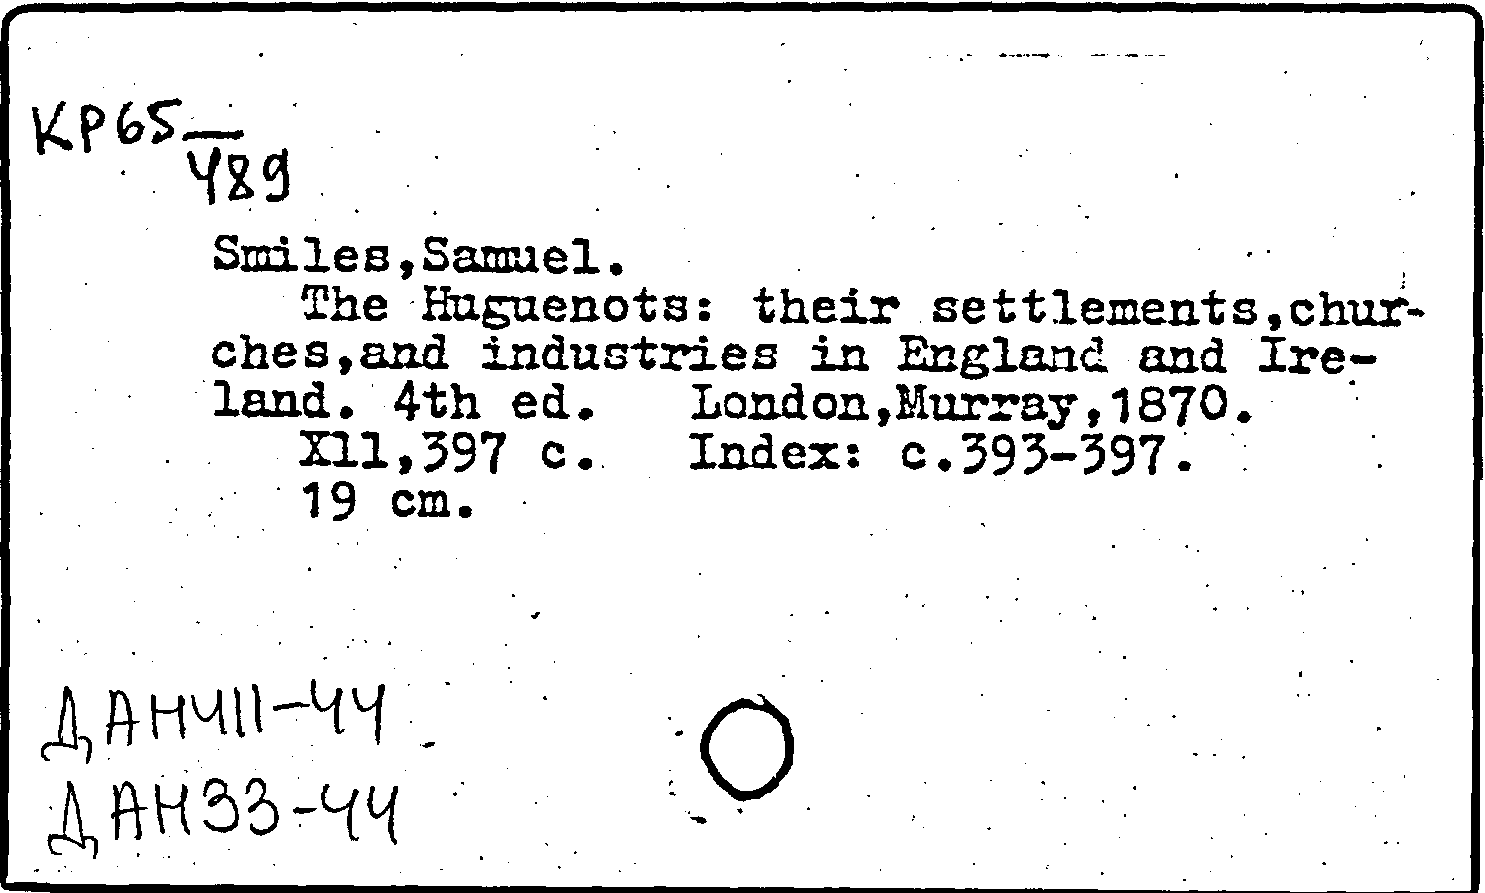 КР65—
489
Smiles,Samuel.
The Huguenots: their settlements,chur-
ches,and industries in England and Ire-
land. 4th ed. London,Murray,1870.
X11,397 c. Index: c.393-397.
19 cm.
ДАН411-44
ДАН33-44